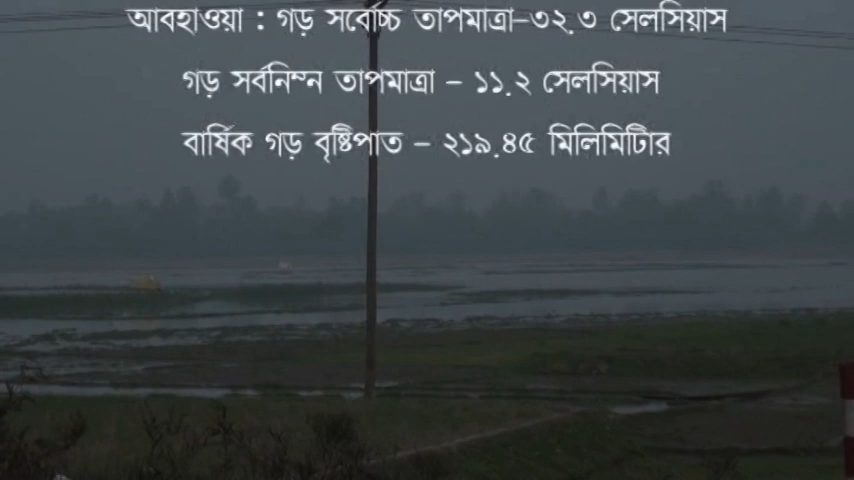 আবহাওয়া : গড় সর্বোচ্চ তাপমাত্রা-৩২.৩ সেলসিয়াস
গড় সর্বনিম্ন তাপমাত্রা - ১১.২ সেলসিয়াস
বার্ষিক গড় বৃষ্টিপাত - ২১৯.৪৫ মিলিমিটার